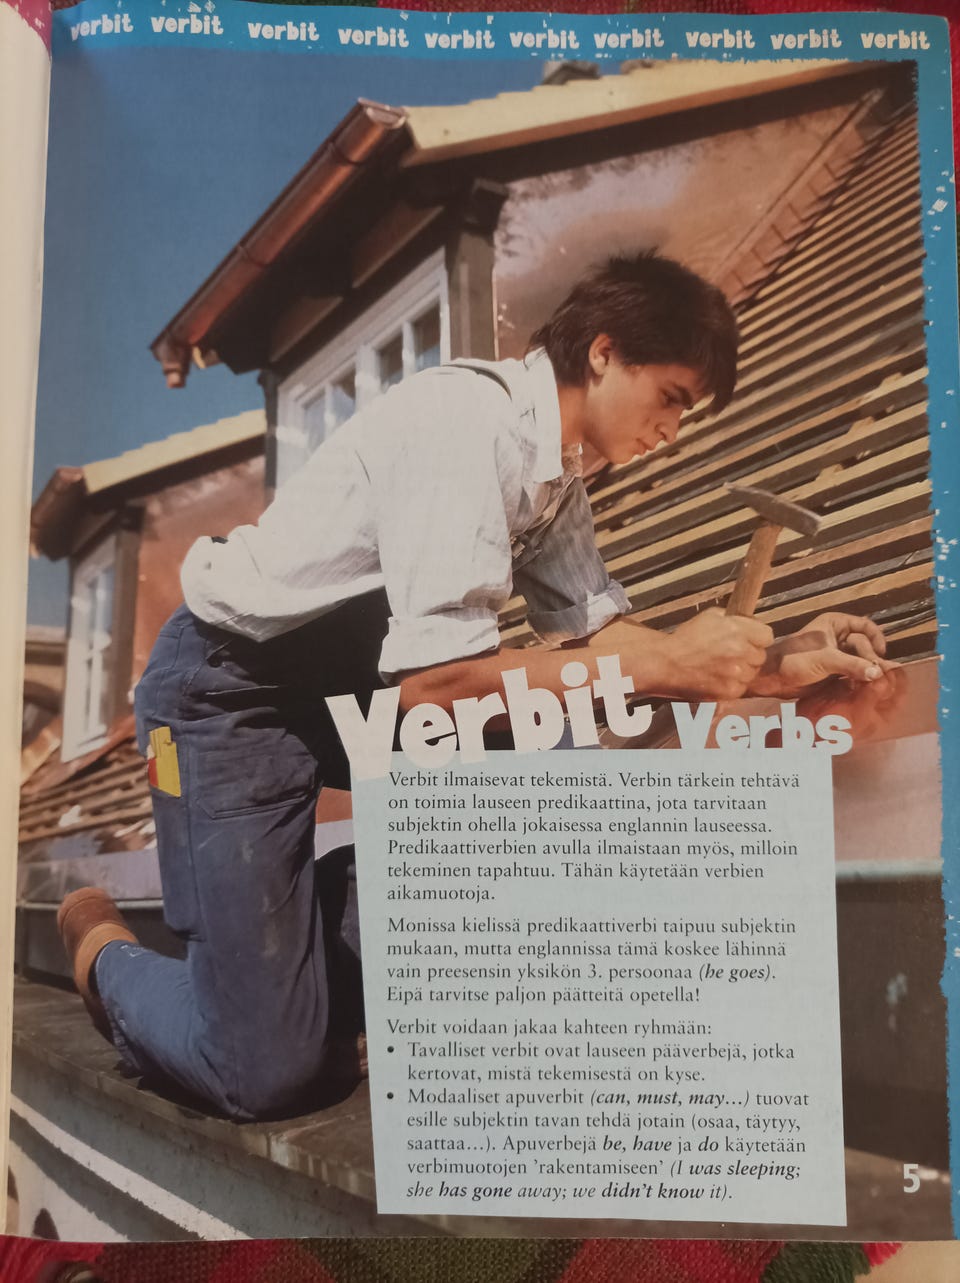 verbit verbit verbit verbit verbit verbit verbit verbit verbit verbit
Verbit Verbs
Verbit ilmaisevat tekemistä. Verbin tärkein tehtävä
on toimia lauseen predikaattina, jota tarvitaan
subjektin ohella jokaisessa englannin lauseessa.
Predikaattiverbien avulla ilmaistaan myös, milloin
tekeminen tapahtuu. Tähän käytetään verbien
aikamuotoja.
Monissa kielissä predikaattiverbi taipuu subjektin
mukaan, mutta englannissa tämä koskee lähinnä
vain preesensin yksikön 3. persoonaa (he goes).
Eipä tarvitse paljon päätteitä opetella!
Verbit voidaan jakaa kahteen ryhmään:
• Tavalliset verbit ovat lauseen pääverbejä, jotka
kertovat, mistä tekemisestä on kyse.
• Modaaliset apuverbit (can, must, may...) tuovat
esille subjektin tavan tehdä jotain (osaa, täytyy,
saattaa...). Apuverbejä be, have ja do käytetään
verbimuotojen ’rakentamiseen’ (I was sleeping;
she has gone away; we didn’t know it).
5